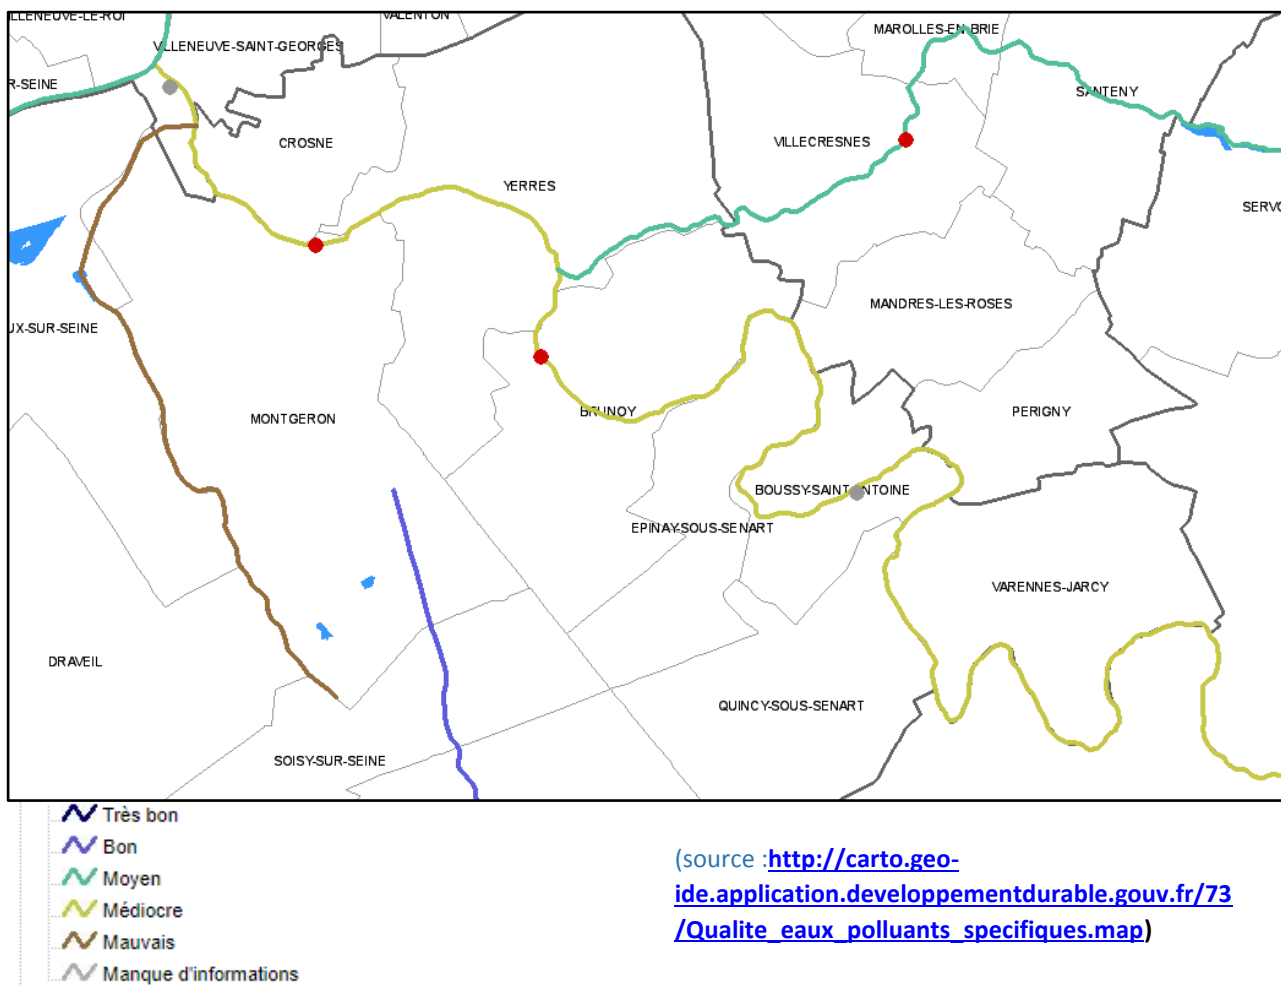 LLENEUVE-LE-ROI
VALENTON
MAROLLES-EN-BRIE
VILLENEUVE-SAINT-GEORGES
R-SEINE
SANTENY
CROSNE
VILLECRESNES
YERRES
SERVO
MANDRES-LES-ROSES
UX-SUR-SEINE
MONTGERON
BRUNOY
PERIGNY
BOUSSY-SAINT-ANTOINE
EPINAY-SOUS-SENART
VARENNES-JARCY
DRAVEIL
QUINCY-SOUS-SENART
SOISY-SUR-SEINE
Très bon
Bon
Moyen
Médiocre
Mauvais
Manque d'informations
(source :http://carto.geo-
ide.application.developpementdurable.gouv.fr/73
/Qualite_eaux_polluants_specifiques.map)